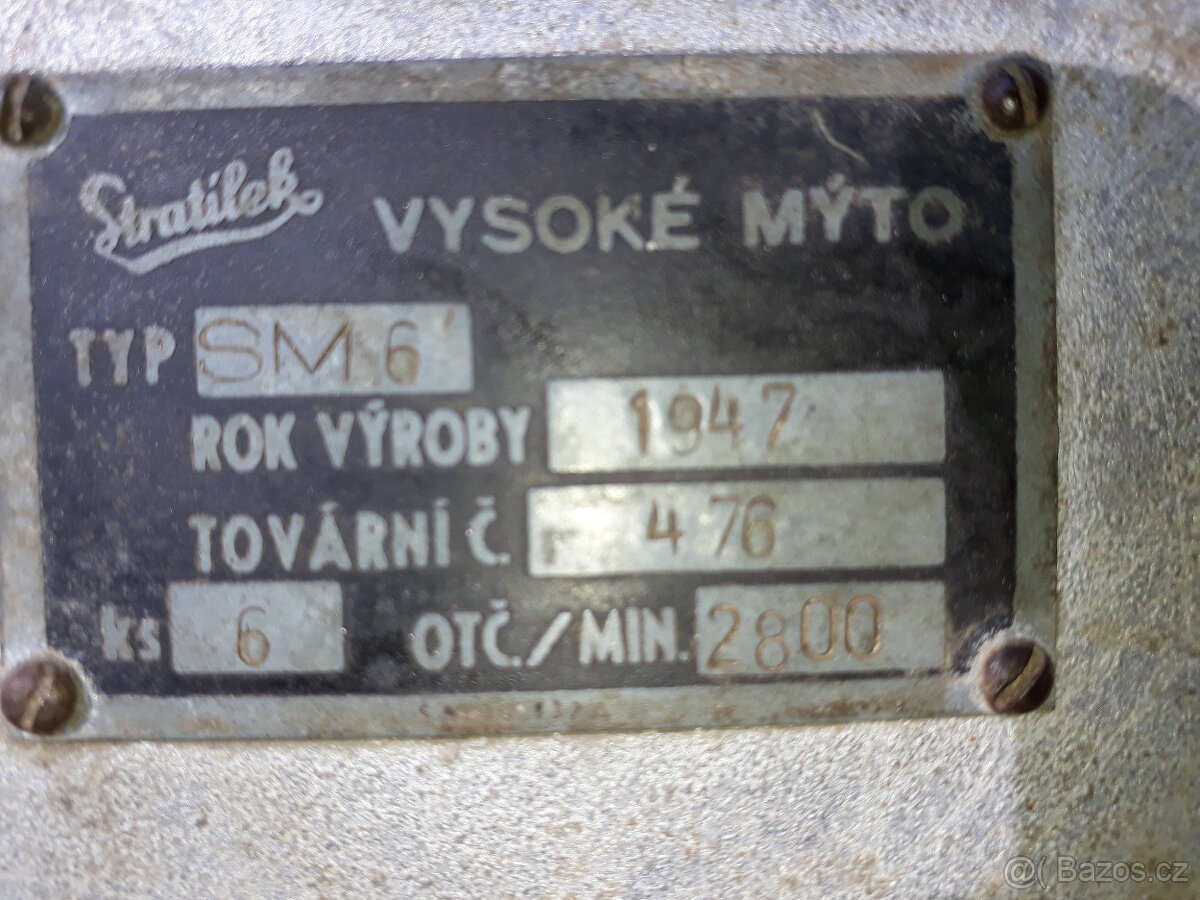 Stratílek VYSOKÉ MÝTO
TYP SM 6
ROK VÝROBY 1947
TOVÁRNÍ Č. 476
ks 6 OTČ./MIN. 2800
@( Bazos.cz